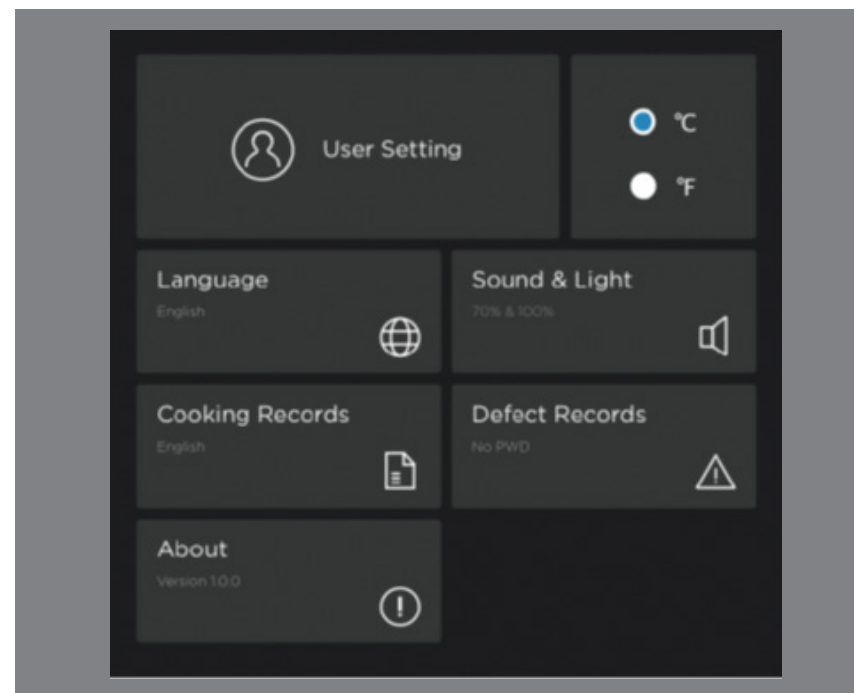 User Setting
°C
°F
Language
English
Sound & Light
70% & 100%
Cooking Records
English
Defect Records
No PWD
About
Version 1.0.0